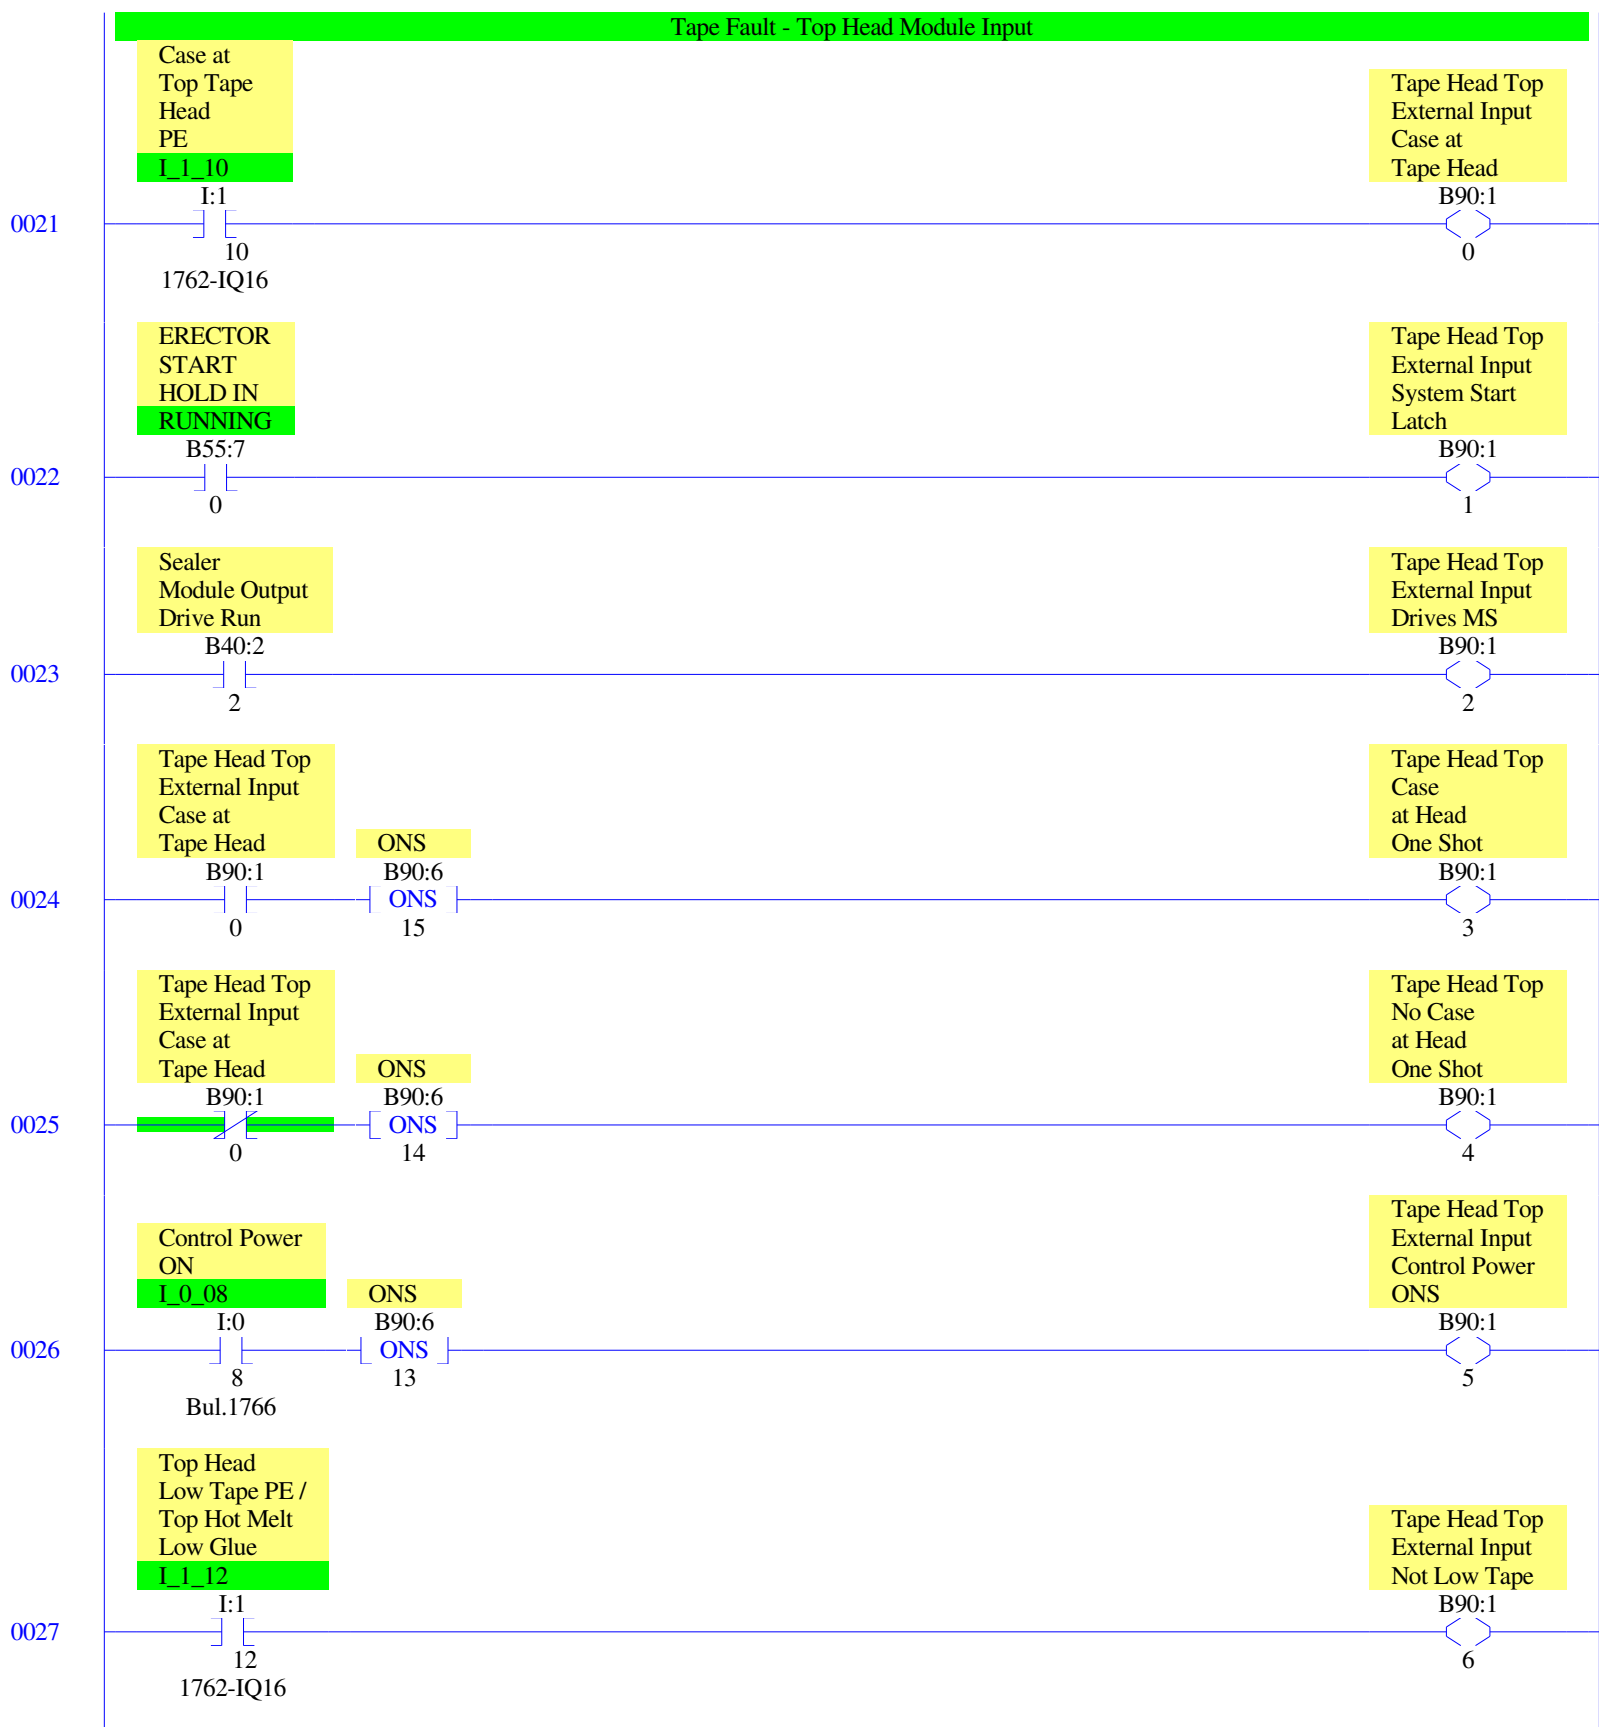 Tape Fault - Top Head Module Input
Case at
Top Tape
Head
PE
I_1_10
I:1
10
1762-IQ16
Tape Head Top
External Input
Case at
Tape Head
B90:1
0
0021
ERECTOR
START
HOLD IN
RUNNING
B55:7
0
Tape Head Top
External Input
System Start
Latch
B90:1
1
0022
Sealer
Module Output
Drive Run
B40:2
2
Tape Head Top
External Input
Drives MS
B90:1
2
0023
Tape Head Top
External Input
Case at
Tape Head
B90:1
0
ONS
B90:6
ONS
15
Tape Head Top
Case
at Head
One Shot
B90:1
3
0024
Tape Head Top
External Input
Case at
Tape Head
B90:1
0
ONS
B90:6
ONS
14
Tape Head Top
No Case
at Head
One Shot
B90:1
4
0025
Control Power
ON
I_0_08
I:0
8
Bul.1766
ONS
B90:6
ONS
13
Tape Head Top
External Input
Control Power
ONS
B90:1
5
0026
Top Head
Low Tape PE /
Top Hot Melt
Low Glue
I_1_12
I:1
12
1762-IQ16
Tape Head Top
External Input
Not Low Tape
B90:1
6
0027